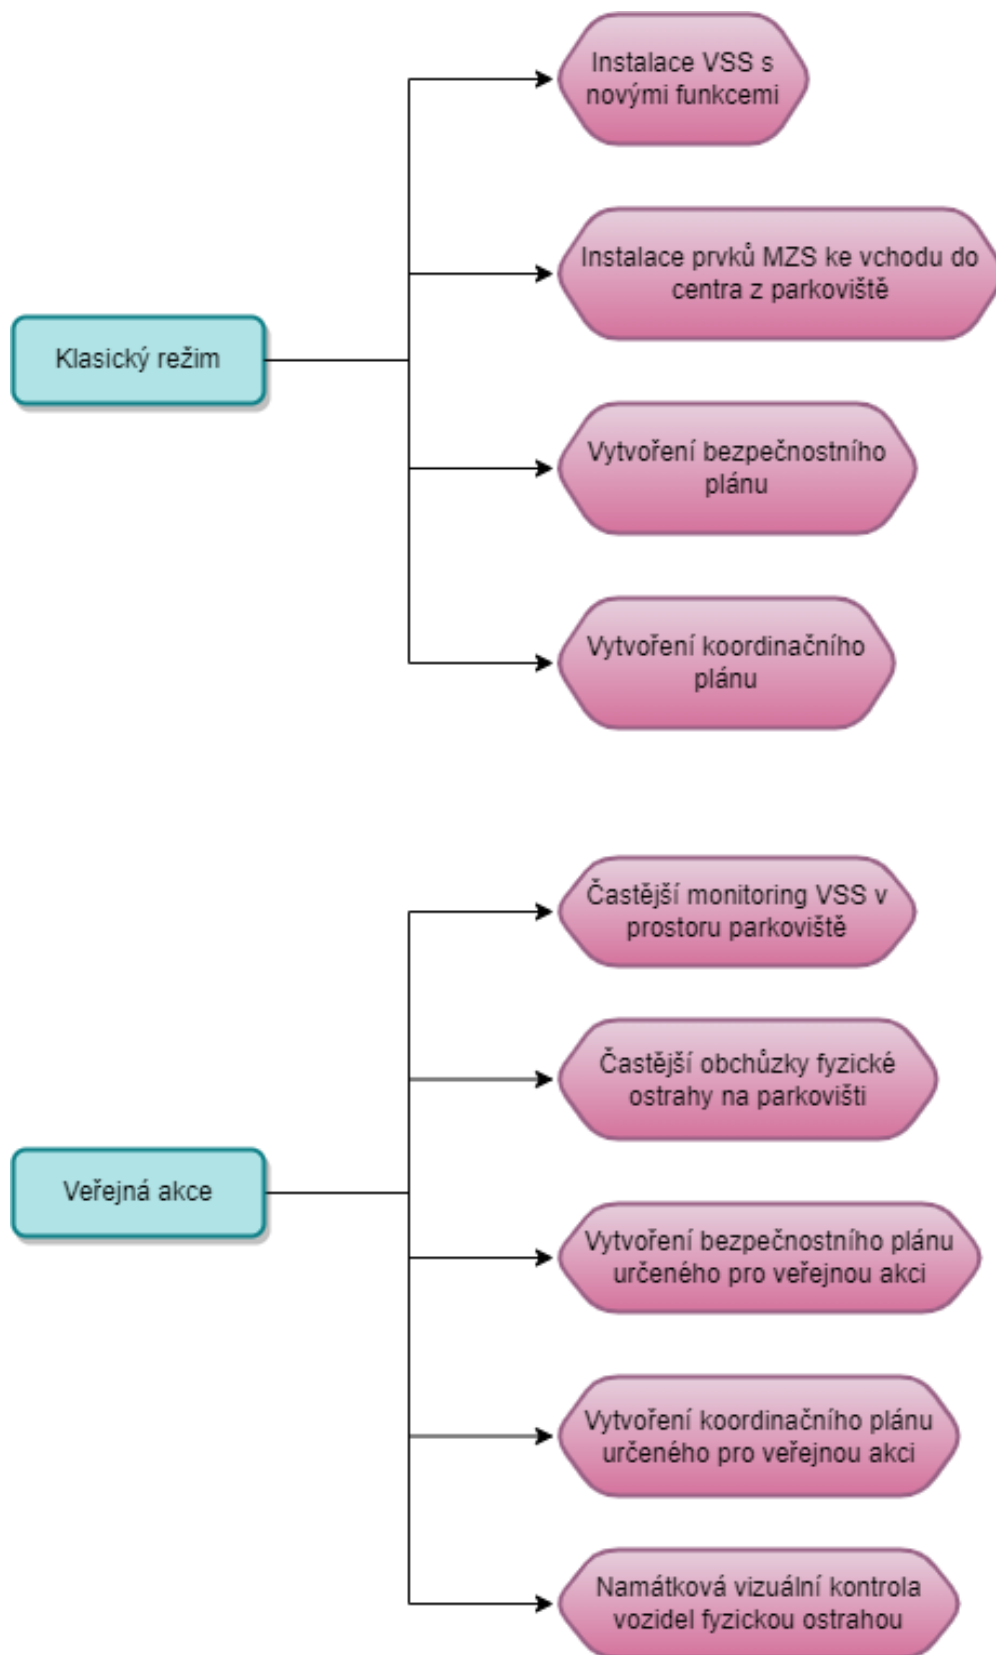 Instalace VSS s
novými funkcemi
Instalace prvků MZS ke vchodu do
centra z parkoviště
Klasický režim
Vytvoření bezpečnostního
plánu
Vytvoření koordinačního
plánu
Častější monitoring VSS v
prostoru parkoviště
Častější obchůzky fyzické
ostrahy na parkovišti
Veřejná akce
Vytvoření bezpečnostního plánu
určeného pro veřejnou akci
Vytvoření koordinačního plánu
určeného pro veřejnou akci
Namátková vizuální kontrola
vozidel fyzickou ostrahou